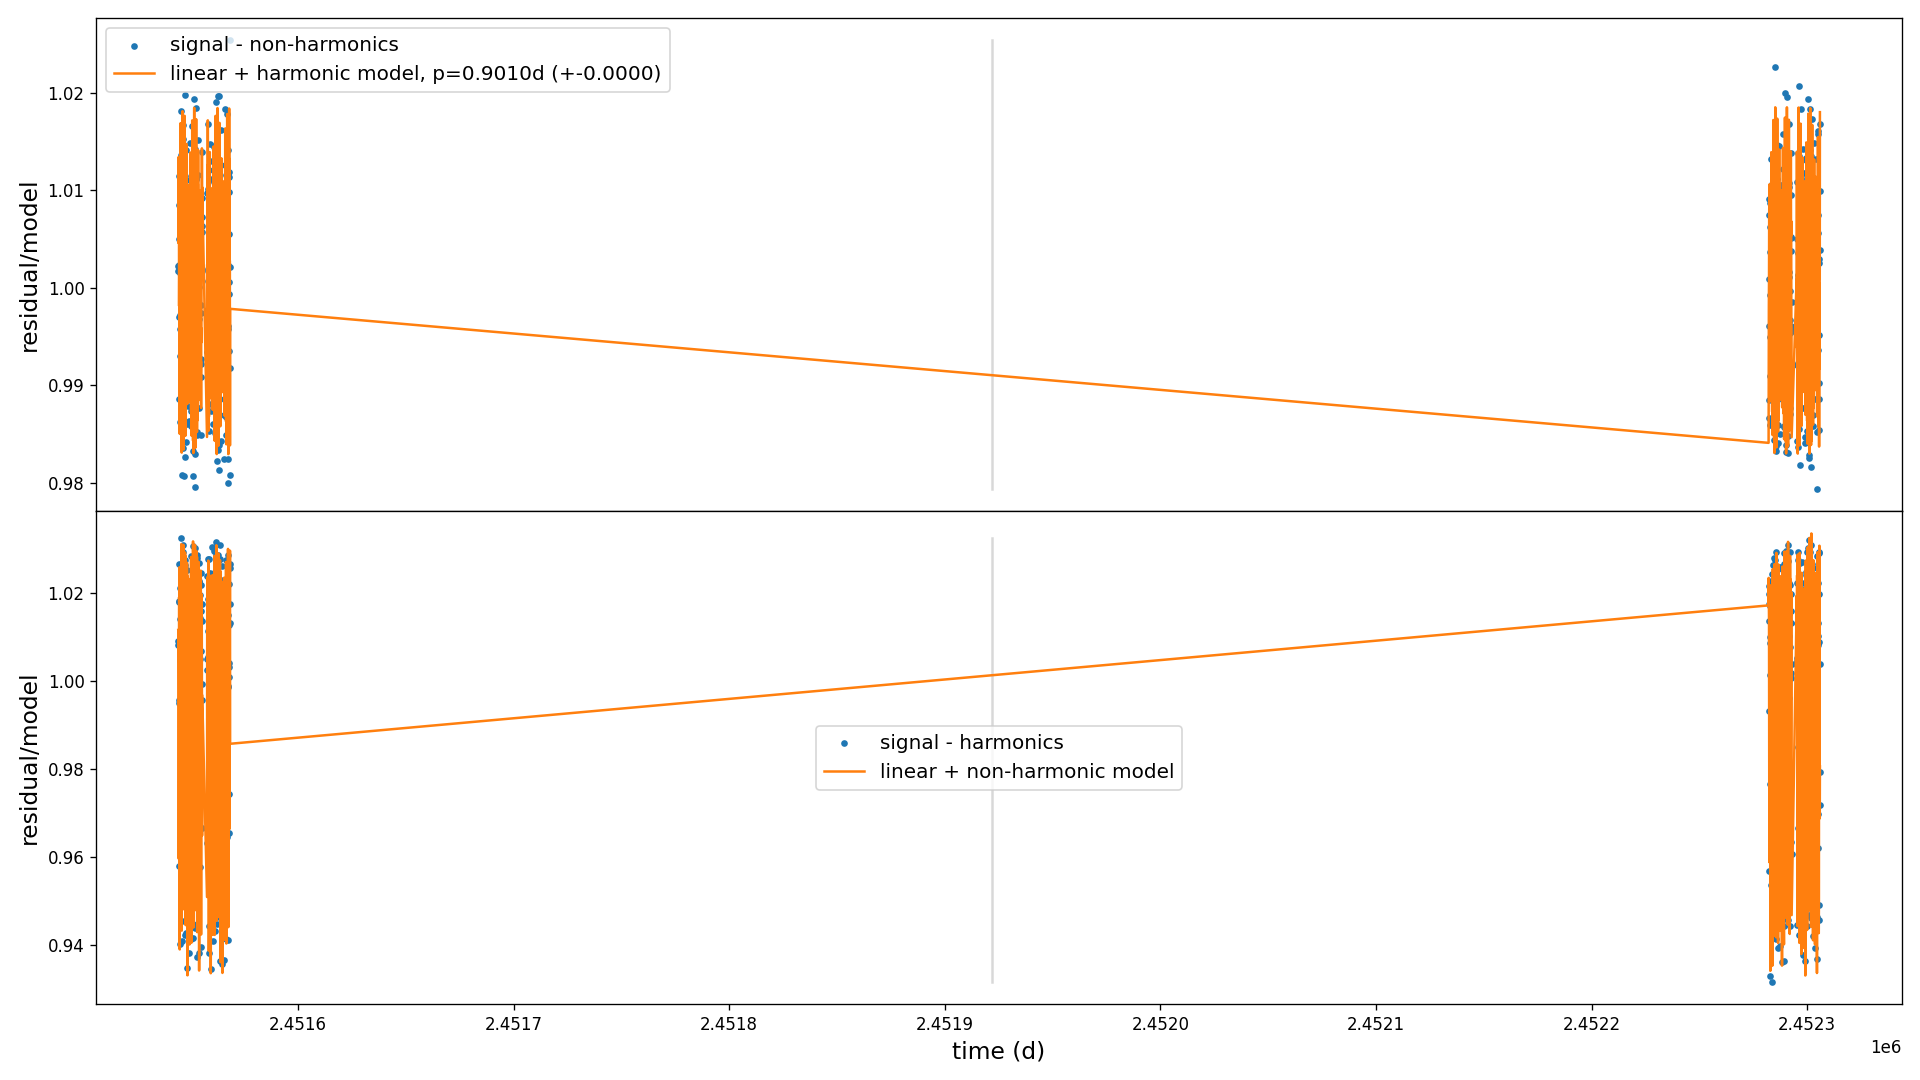 signal - non-harmonics
linear + harmonic model, p=0.9010d (+-0.0000)
1.02
1.01
1.00
0.99
0.98
residual/model
1.02
1.00
0.98
0.96
0.94
residual/model
signal - harmonics
linear + non-harmonic model
2.4516 2.4517 2.4518 2.4519 2.4520 2.4521 2.4522 2.4523
1e6
time (d)